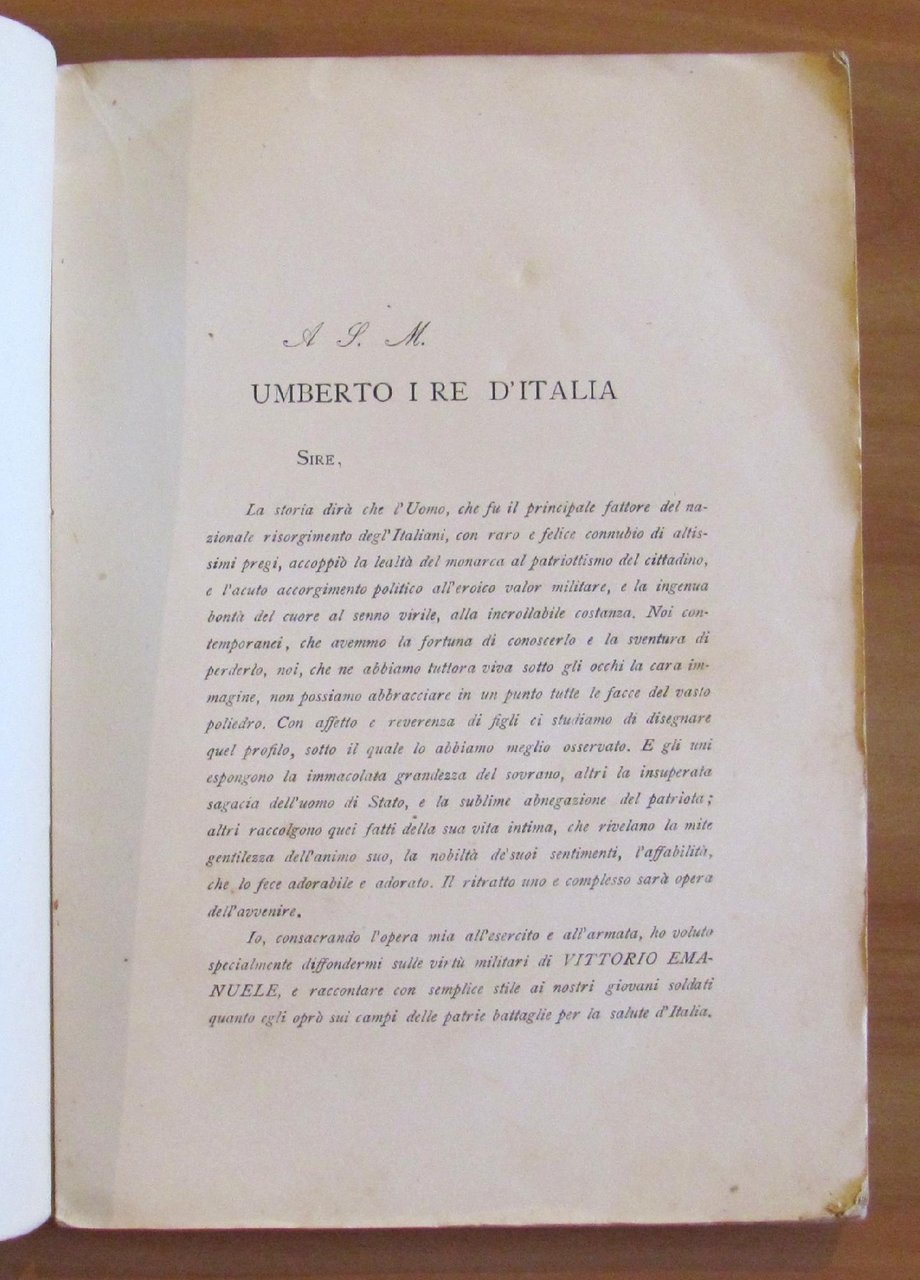 A S. M.
UMBERTO I RE D'ITALIA
SIRE,
La storia dirà che l'Uomo, che fu il principale fattore del na-
zionale risorgimento degl'Italiani, con raro e felice connubio di altis-
simi pregi, accoppiò la lealtà del monarca al patriottismo del cittadino,
e l'acuto accorgimento politico all'eroico valor militare, e la ingenua
bontà del cuore al senno virile, alla incrollabile costanza. Noi con-
temporanei, che avemmo la fortuna di conoscerlo e la sventura di
perderlo, noi, che ne abbiamo tuttora viva sotto gli occhi la cara im-
magine, non possiamo abbracciare in un punto tutte le facce del vasto
poliedro. Con affetto e reverenza di figli ci studiamo di disegnare
quel profilo, sotto il quale lo abbiamo meglio osservato. E gli uni
espongono la immacolata grandezza del sovrano, altri la insuperata
sagacia dell'uomo di Stato, e la sublime abnegazione del patriota;
altri raccolgono quei fatti della sua vita intima, che rivelano la mite
gentilezza dell'animo suo, la nobiltà de'suoi sentimenti, l'affabilità,
che lo fece adorabile e adorato. Il ritratto uno e complesso sarà opera
dell'avvenire.
Io, consacrando l'opera mia all'esercito e all'armata, ho voluto
specialmente diffondermi sulle virtù militari di VITTORIO EMA-
NUELE, e raccontare con semplice stile ai nostri giovani soldati
quanto egli oprò sui campi delle patrie battaglie per la salute d'Italia.